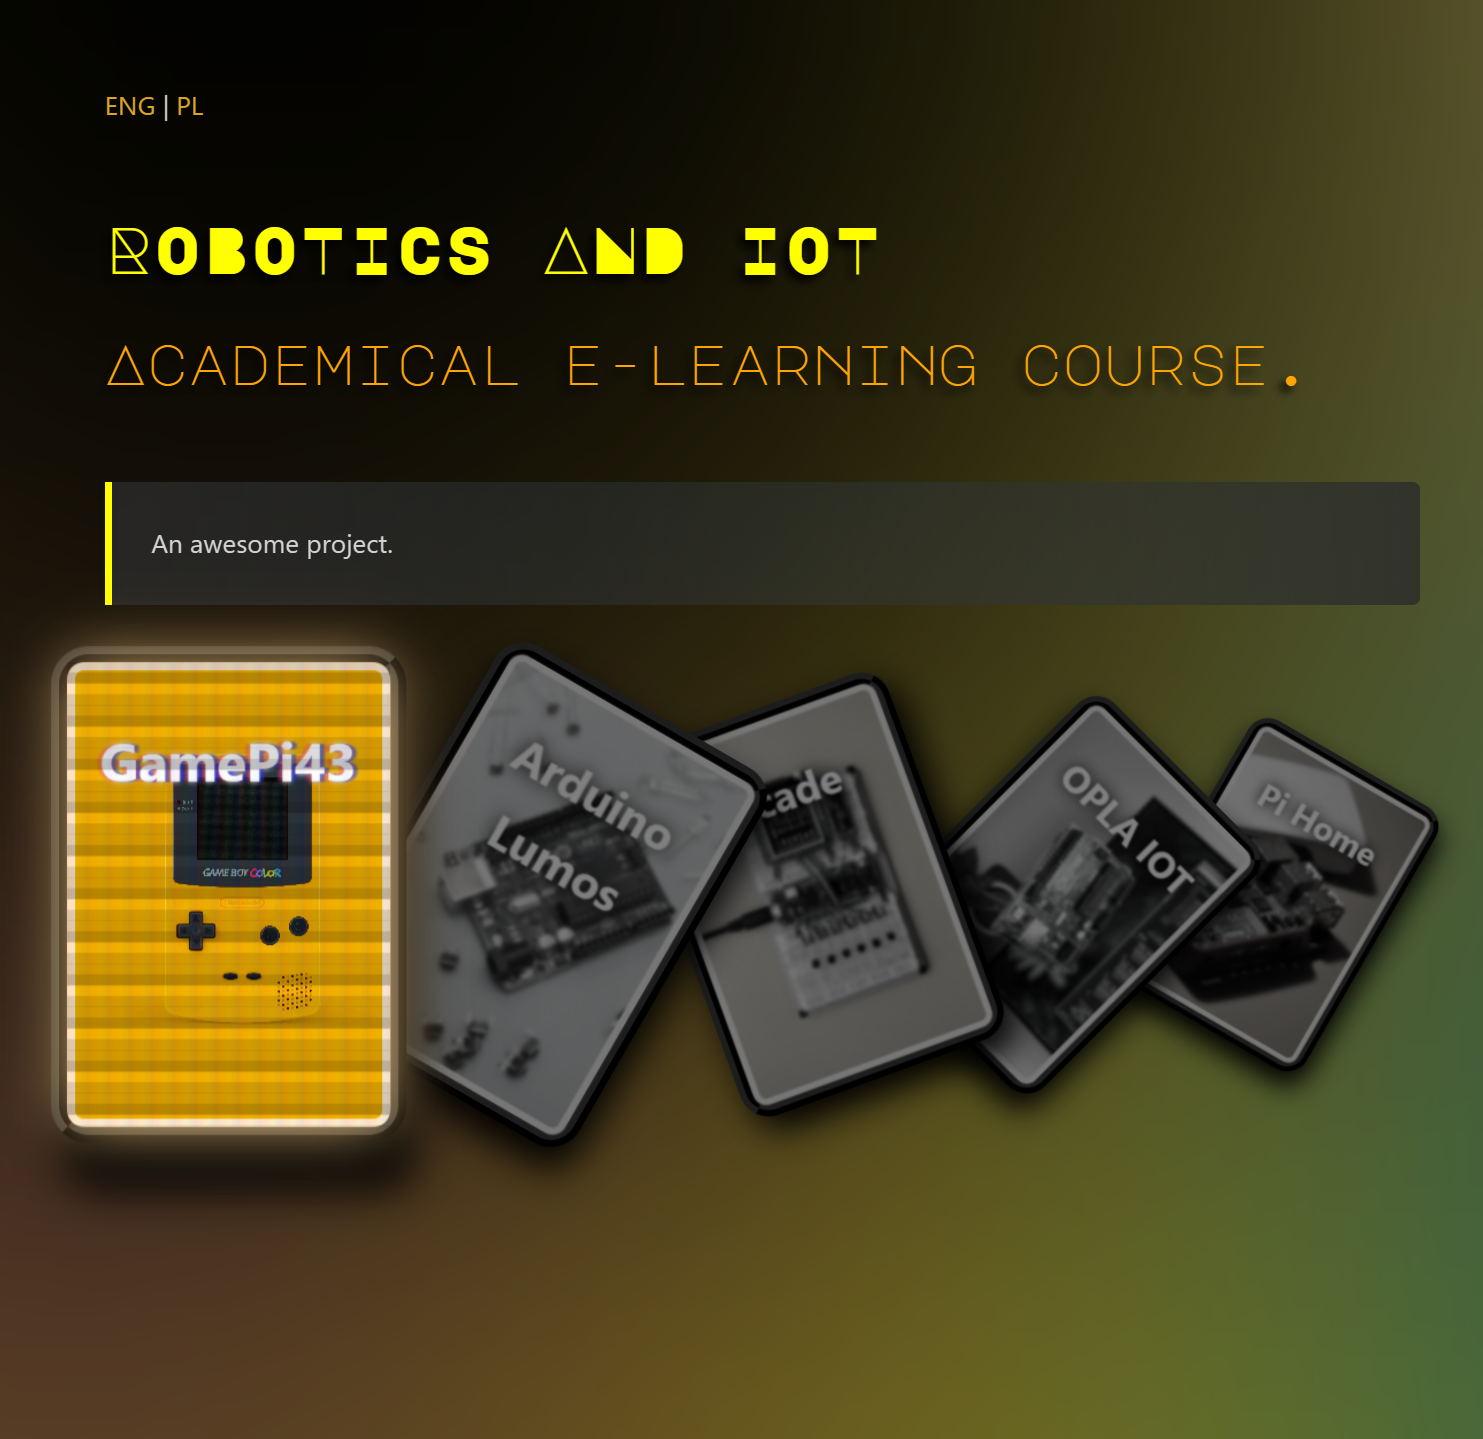 ENG | PL
ROBOTICS AND IOT
ACADEMICAL E-LEARNING COURSE.
An awesome project.
GamePi43
GAME BOY COLOR
Arduino
Lumos
cade
OPLA IOT
Pi Home